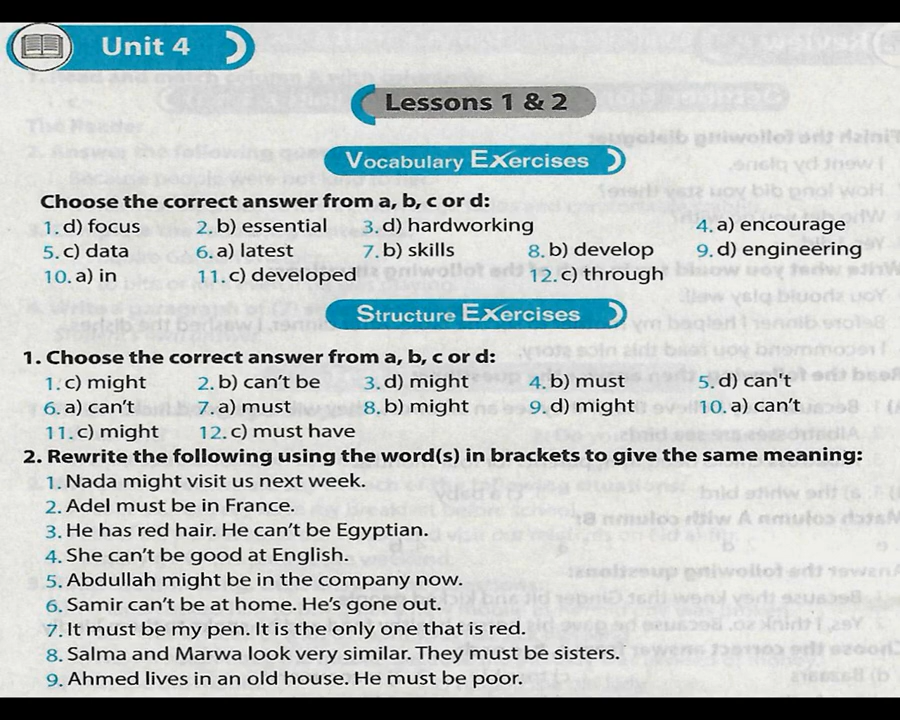 Unit 4
Lessons 1 & 2
Vocabulary EXercises
Choose the correct answer from a, b, c or d:
1. d) focus 2. b) essential 3. d) hardworking 4. a) encourage
5. c) date 6. a) later 7. b) skills 8. b) develop 9. d) engineering
10. a) in 11. c) developed 12. c) through
Structure EXercises
1. Choose the correct answer from a, b, c or d:
1. c) might 2. b) can't be 3. d) might 4. b) must 5. d) can't
6. a) can't 7. a) must 8. b) might 9. d) might 10. a) can't
11. c) might 12. c) must have
2. Rewrite the following using the word(s) in brackets to give the same meaning:
1. Nada might visit us next week.
2. Adel must be in France.
3. He has red hair. He can't be Egyptian.
4. She can't be good at English.
5. Abdullah might be in the company now.
6. Samir can't be at home. He's gone out.
7. It must be my pen. It is the only one that is red.
8. Salma and Marwa look very similar. They must be sisters.
9. Ahmed lives in an old house. He must be poor.